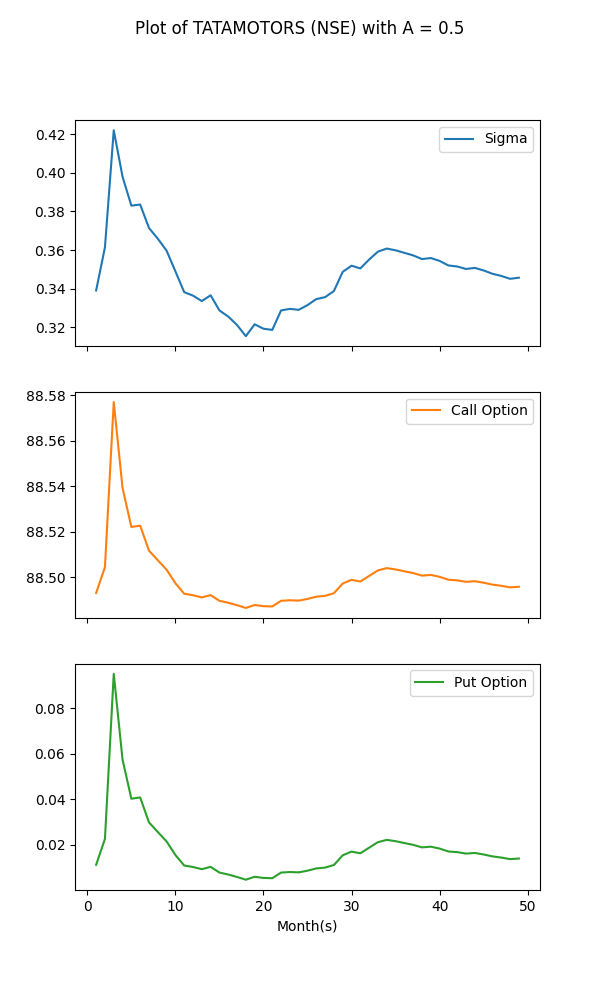 Plot of TATAMOTORS (NSE) with A = 0.5
Sigma
0.42
0.40
0.38
0.36
0.34
0.32
Call Option
88.58
88.56
88.54
88.52
88.50
Put Option
0.08
0.06
0.04
0.02
0 10 20 30 40 50
Month(s)